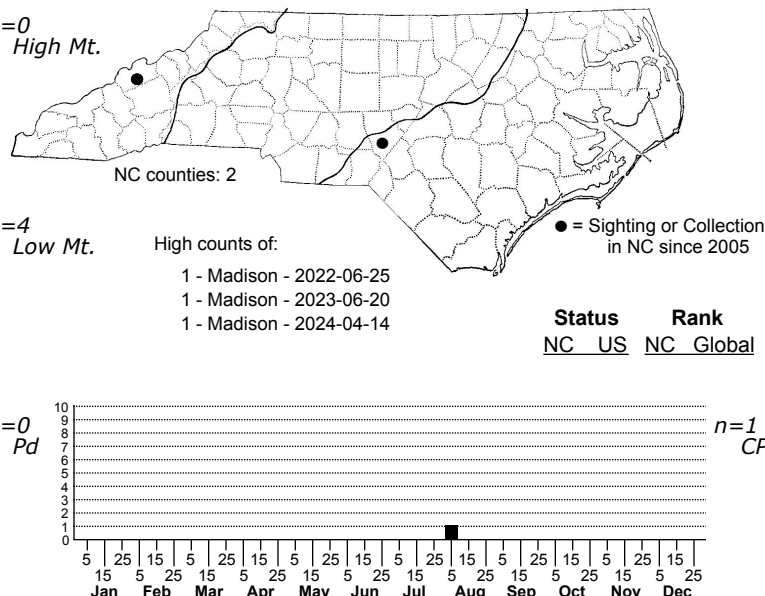 =0
High Mt.
NC counties: 2
=4
Low Mt.
High counts of:
1 - Madison - 2022-06-25
1 - Madison - 2023-06-20
1 - Madison - 2024-04-14
● = Sighting or Collection
in NC since 2005
Status Rank
NC US NC Global
=0
Pd
n=1
CP
10
9
8
7
6
5
4
3
2
1
0
5 25 15 5 25 15 5 25 15 5 25 15 5 25 15 5 25 15
15 5 25 15 5 25 15 5 25 15 5 25 15 5 25 15 5 25
Jan Feb Mar Apr May Jun Jul Aug Sep Oct Nov Dec